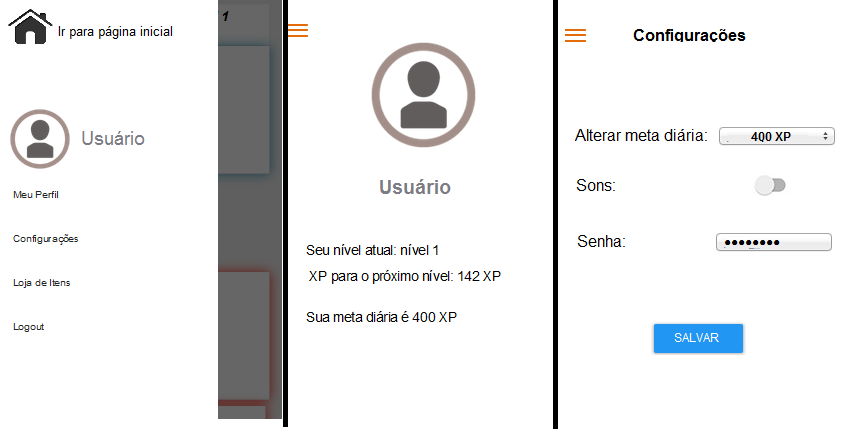 Ir para página inicial
1
Usuário
Meu Perfil
Configurações
Loja de Itens
Logout
Usuário
Seu nível atual: nível 1
XP para o próximo nível: 142 XP
Sua meta diária é 400 XP
Configurações
Alterar meta diária: 400 XP
Sons:
Senha: ●●●●●●●●
SALVAR